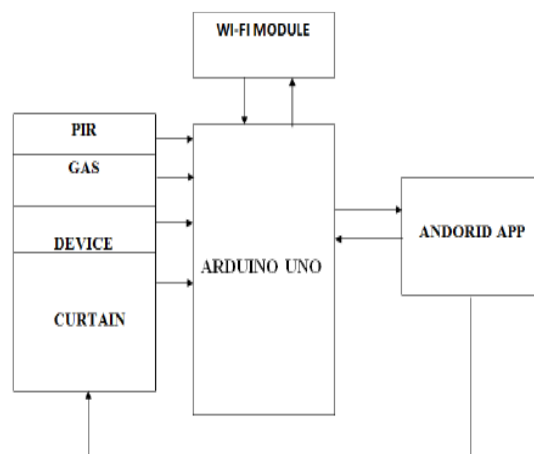 WI-FI MODULE
PIR
GAS
DEVICE
CURTAIN
ARDUINO UNO
ANDORID APP